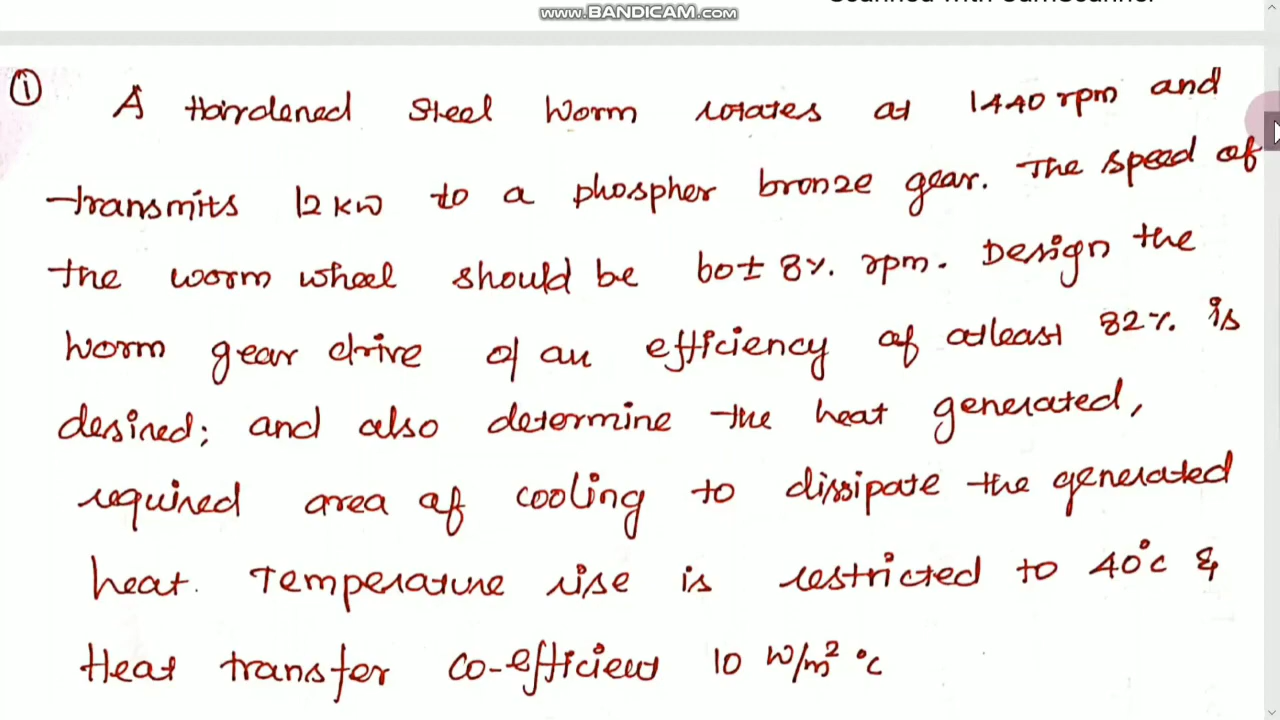 www.BANDICAM.com
① A Hardened Steel Worm rotates at 1440 rpm and
transmits 12 kw to a phospher bronze gear. The speed of
the worm wheel should be 60± 8%. rpm. Design the
worm gear drive of an efficiency of atleast 82%. is
desired; and also determine the heat generated,
required area of cooling to dissipate the generated
heat. Temperature rise is restricted to 40°c &
Heat transfer co-efficient 10 W/m² °c